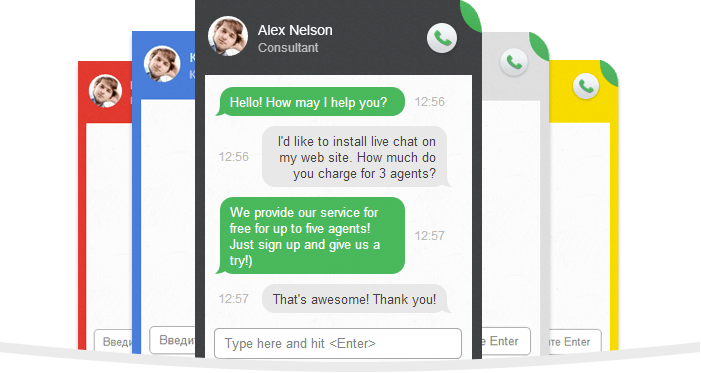 Alex Nelson
Consultant
Hello! How may I help you?
12:56
I'd like to install live chat on
my web site. How much do
you charge for 3 agents?
12:56
We provide our service for
free for up to five agents!
Just sign up and give us a
try!)
12:57
12:57
That's awesome! Thank you!
Type here and hit <Enter>
Enter
Enter